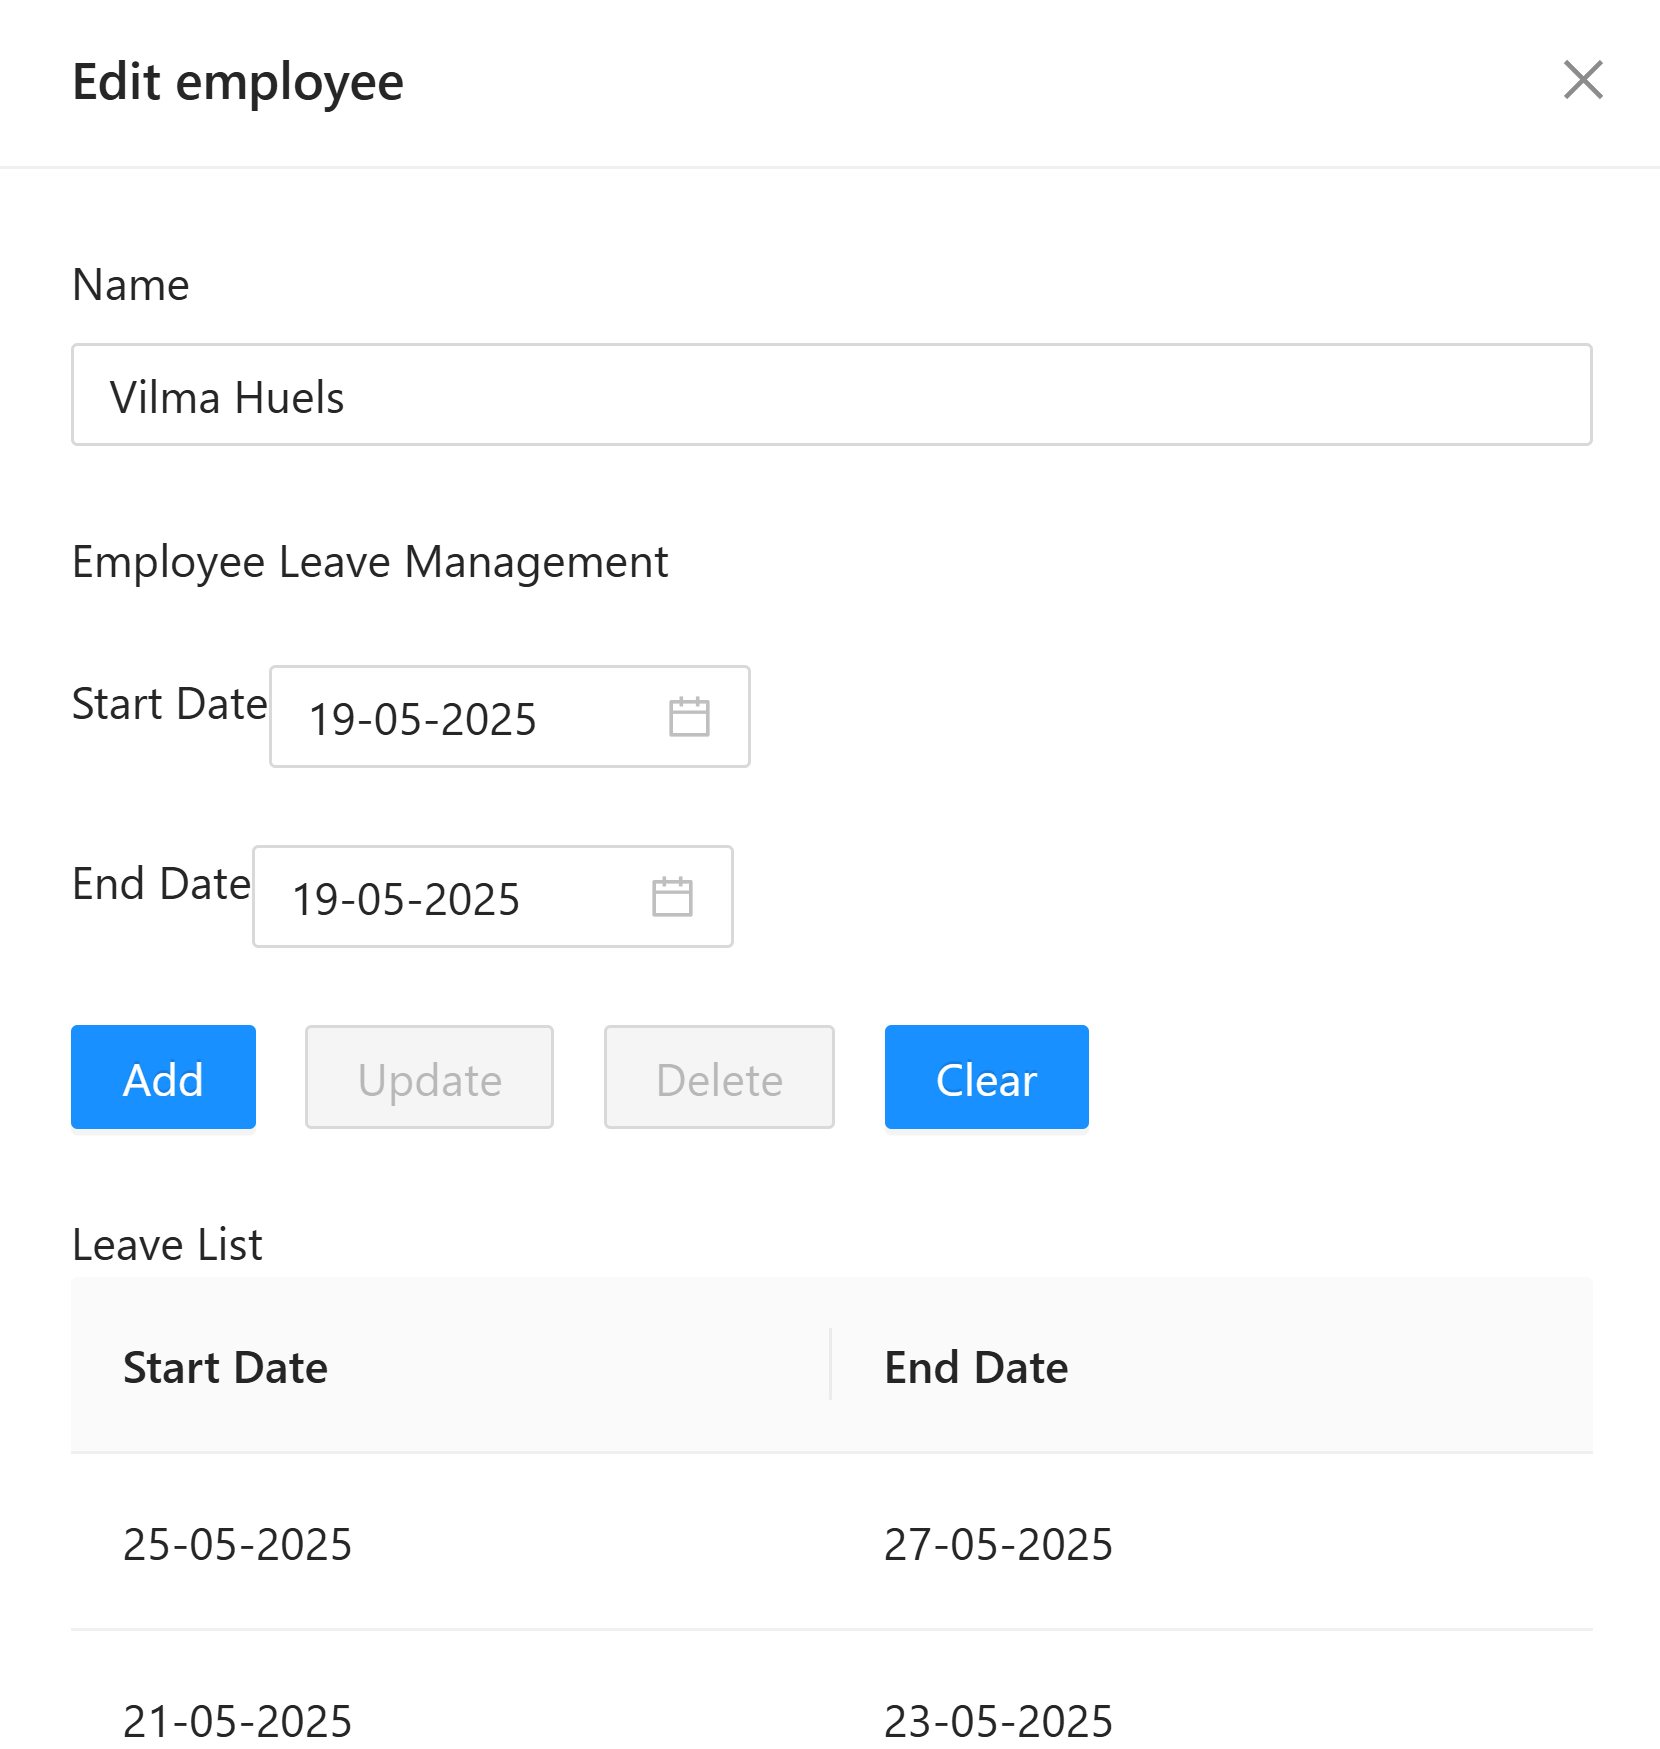 Edit employee
Name
Vilma Huels
Employee Leave Management
Start Date 19-05-2025
End Date 19-05-2025
Add Update Delete Clear
Leave List
Start Date End Date
25-05-2025 27-05-2025
21-05-2025 23-05-2025